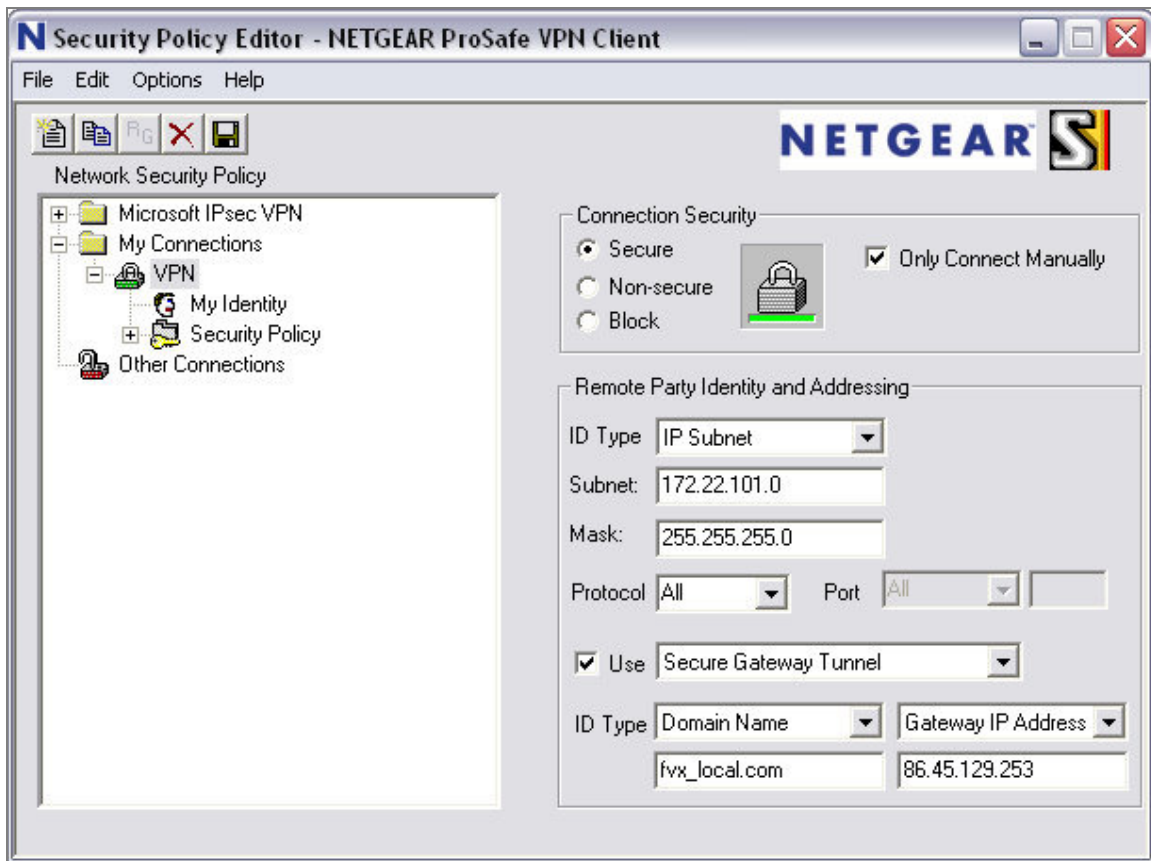 N Security Policy Editor - NETGEAR ProSafe VPN Client
File Edit Options Help
RG
NETGEAR S
Network Security Policy
Microsoft IPsec VPN
My Connections
VPN
My Identity
Security Policy
Other Connections
Connection Security
Secure
Non-secure
Block
Only Connect Manually
Remote Party Identity and Addressing
ID Type IP Subnet
Subnet: 172.22.101.0
Mask: 255.255.255.0
Protocol All Port All
Use Secure Gateway Tunnel
ID Type Domain Name Gateway IP Address
fvx_local.com 86.45.129.253